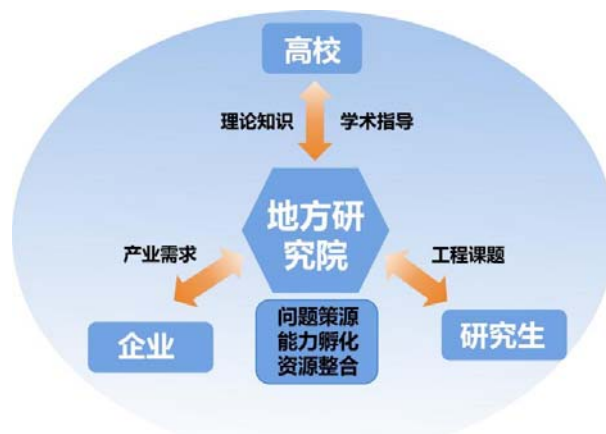 高校
理论知识 学术指导
地方研
究院
产业需求
工程课题
问题策源
能力孵化
资源整合
企业
研究生